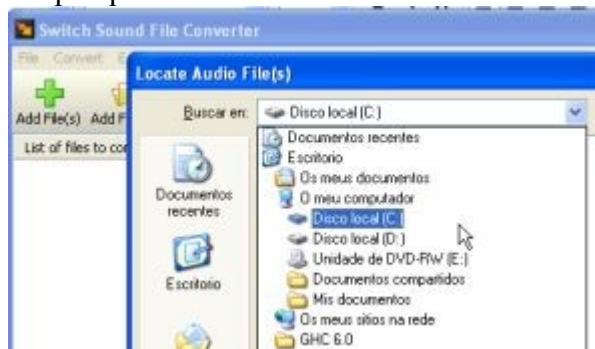 Switch Sound File Converter
File Convert
Locate Audio File(s)
Add File(s) Add F
Buscar en: Disco local (C:)
List of files to cor
Documentos recentes
Escritorio
Os meus documentos
O meu computador
Disco local (C:)
Disco local (D:)
Unidade de DVD-RW (E:)
Documentos compartidos
Mis documentos
Os meus sitios na rede
GHC 6.0
Documentos
recentes
Escritorio